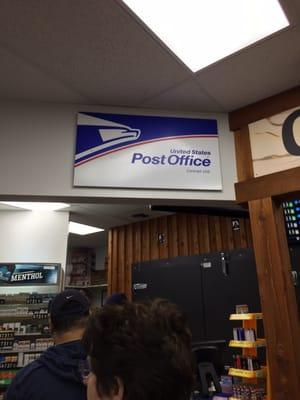 United States
Post Office
Contract Unit
MENTHOL